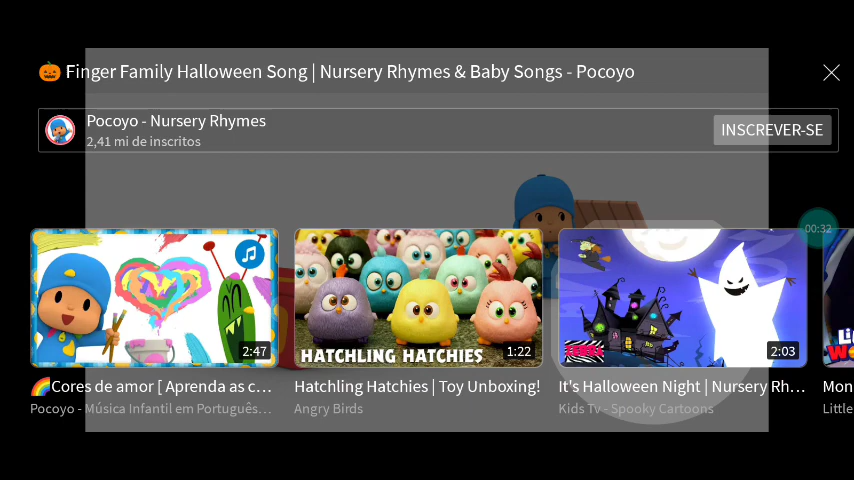 🎃 Finger Family Halloween Song | Nursery Rhymes & Baby Songs - Pocoyo
Pocoyo - Nursery Rhymes
2,41 mi de inscritos
INSCREVER-SE
00:32
2:47
HATCHLING HATCHIES
1:22
2:03
🌈Cores de amor [ Aprenda as c…
Pocoyo - Música Infantil em Português…
Hatchling Hatchies | Toy Unboxing!
Angry Birds
It's Halloween Night | Nursery Rh…
Kids Tv - Spooky Cartoons
Mon
Little